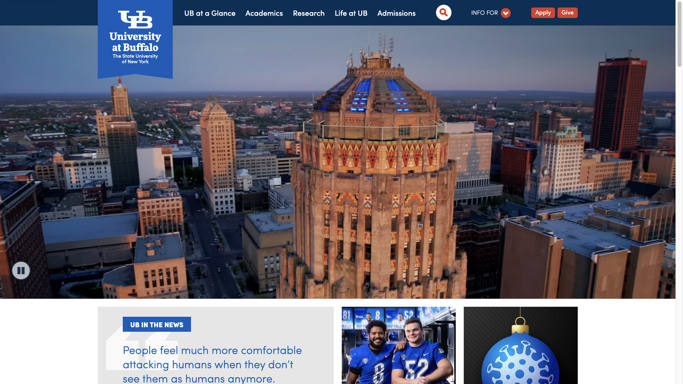 UB at a Glance Academics Research Life at UB Admissions INFO FOR Apply Give
UB
University
at Buffalo
The State University
of New York
UB IN THE NEWS
People feel much more comfortable
attacking humans when they don't
see them as humans anymore.
8 52